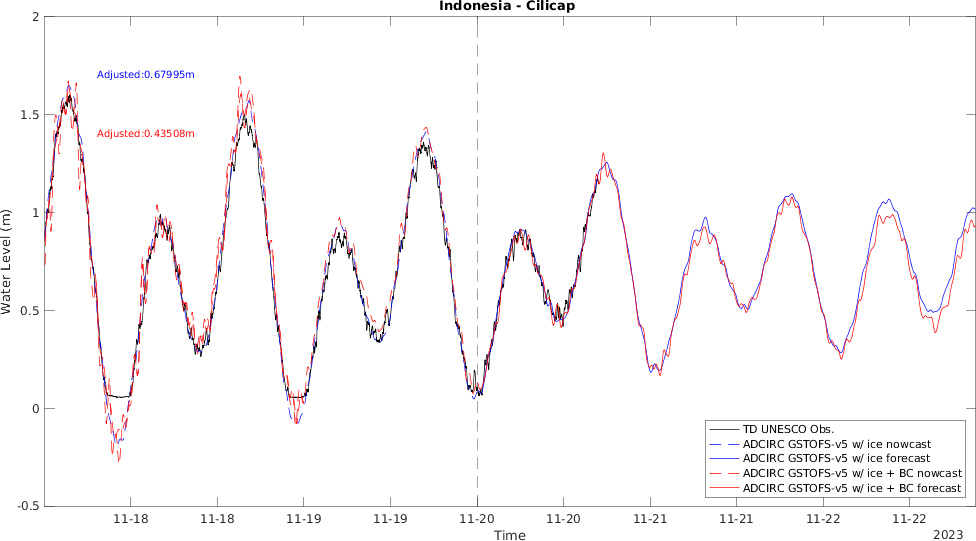 Indonesia - Cilicap
2
1.5
1
0.5
0
-0.5
Water Level (m)
Adjusted:0.67995m
Adjusted:0.43508m
TD UNESCO Obs.
ADCIRC GSTOFS-v5 w/ ice nowcast
ADCIRC GSTOFS-v5 w/ ice forecast
ADCIRC GSTOFS-v5 w/ ice + BC nowcast
ADCIRC GSTOFS-v5 w/ ice + BC forecast
11-18 11-18 11-19 11-19 11-20 11-20 11-21 11-21 11-22 11-22
Time
2023